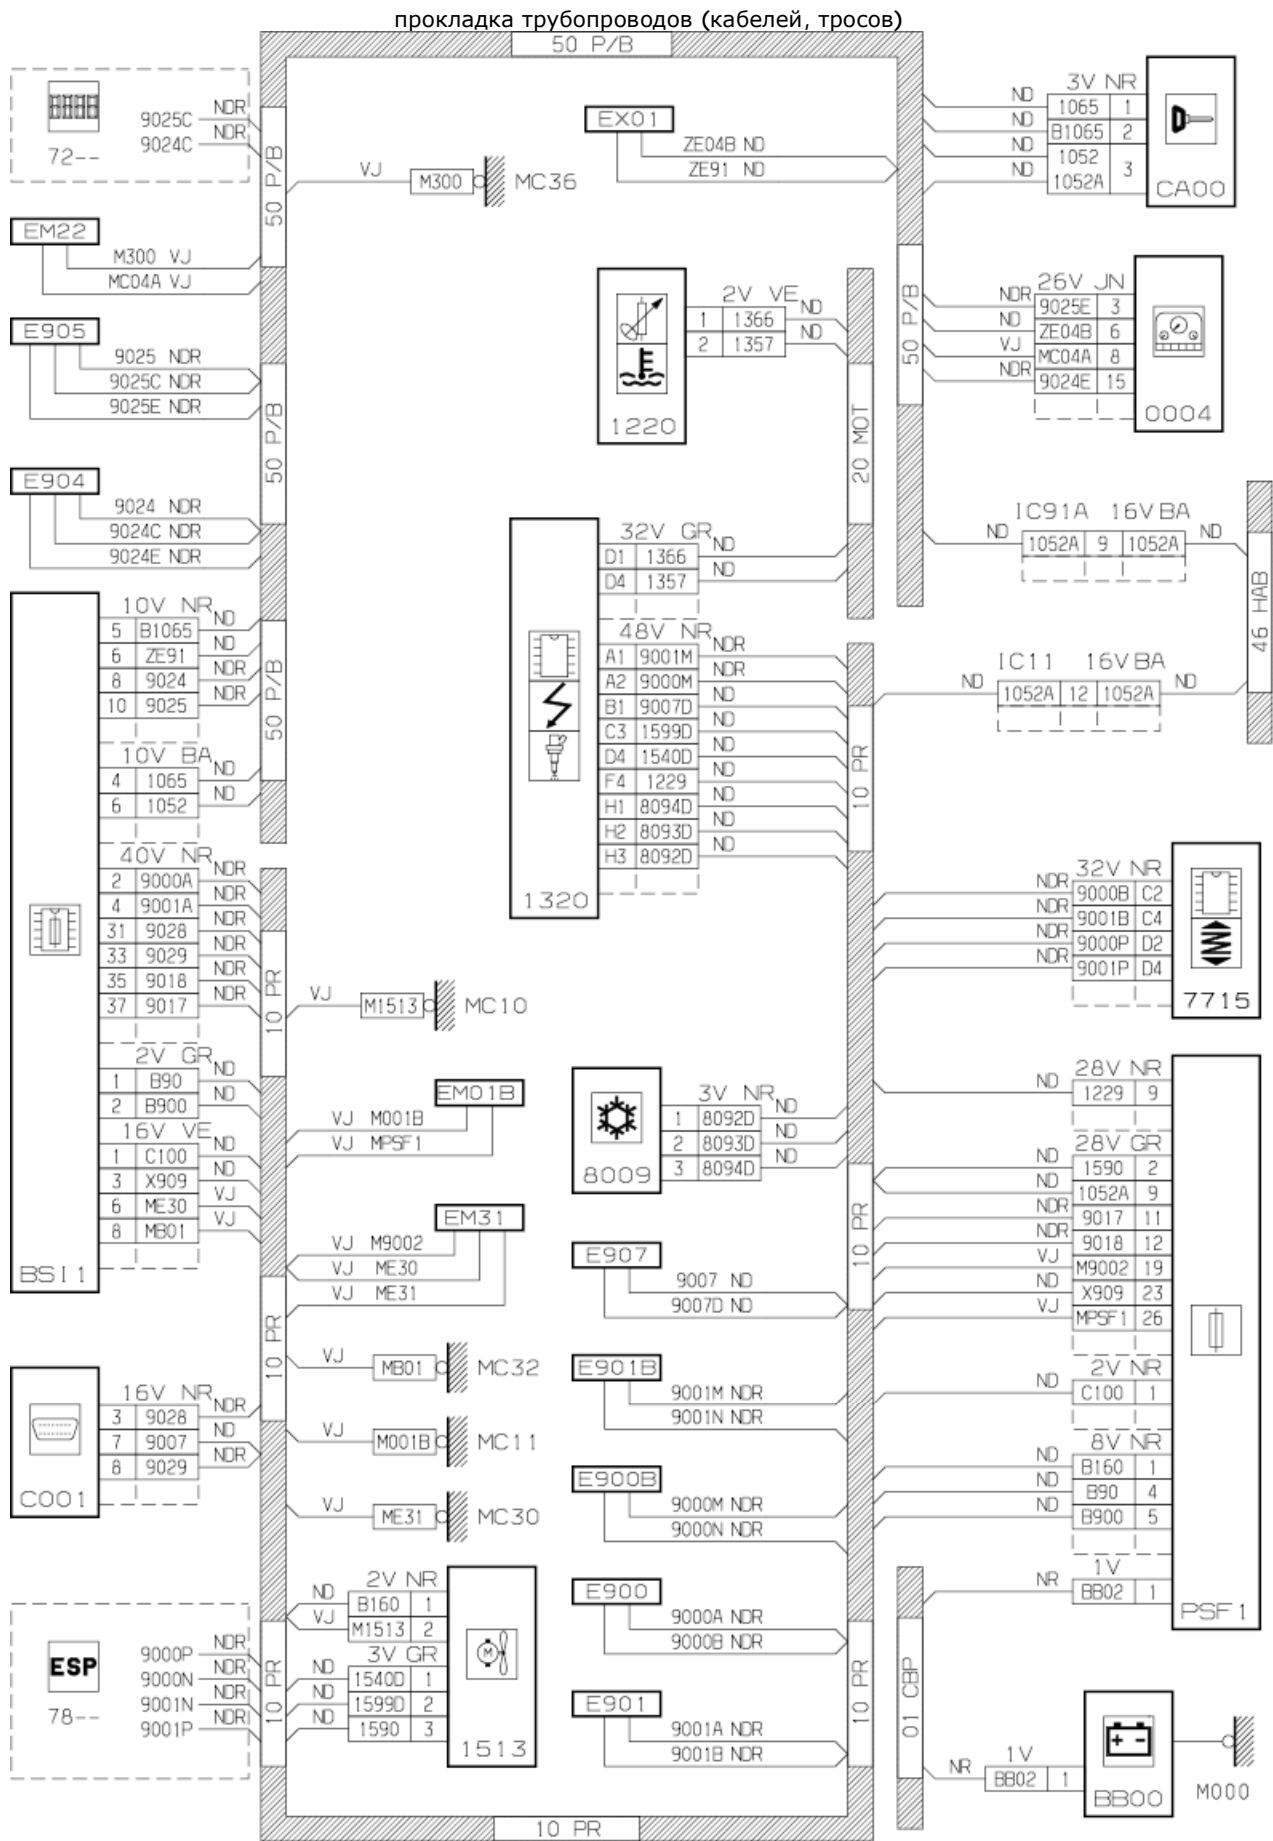 прокладка трубопроводов (кабелей, тросов)
50 P/B
72--
9025C NDR
9024C NDR
50 P/B
EM22
M300 VJ
MC04A VJ
E905
9025 NDR
9025C NDR
9025E NDR
50 P/B
E904
9024 NDR
9024C NDR
9024E NDR
VJ M300 MC36
EX01
ZE04B ND
ZE91 ND
3V NR
ND 1065 1
ND B1065 2
ND 1052 3
ND 1052A
CA00
50 P/B
26V JN
NDR 9025E 3
ND ZE04B 6
VJ MC04A 8
NDR 9024E 15
0004
2V VE
1 1366 ND
2 1357 ND
1220
20 MOT
IC91A 16V BA
ND 1052A 9 1052A ND
46 HAB
IC11 16V BA
ND 1052A 12 1052A ND
BSI1
10V NR
5 B1065 ND
6 ZE91 ND
8 9024 NDR
10 9025 NDR
50 P/B
10V BA
4 1065 ND
6 1052 ND
40V NR
2 9000A NDR
4 9001A NDR
31 9028 NDR
33 9029 NDR
35 9018 NDR
37 9017 NDR
10 PR
2V GR
1 B90 ND
2 B900 ND
16V VE
1 C100 ND
3 X909 ND
6 ME30 VJ
8 MB01 VJ
1320
32V GR
D1 1366 ND
D4 1357 ND
48V NR
A1 9001M NDR
A2 9000M NDR
B1 9007D ND
C3 1599D ND
D4 1540D ND
F4 1229 ND
H1 8094D ND
H2 8093D ND
H3 8092D ND
10 PR
32V NR
NDR 9000B C2
NDR 9001B C4
NDR 9000P D2
NDR 9001P D4
7715
VJ M1513 MC10
EM01B
VJ M001B
VJ MPSF1
EM31
VJ M9002
VJ ME30
VJ ME31
10 PR
VJ MB01 MC32
VJ M001B MC11
VJ ME31 MC30
8009
3V NR
1 8092D ND
2 8093D ND
3 8094D ND
10 PR
E907
9007 ND
9007D ND
E901B
9001M NDR
9001N NDR
E900B
9000M NDR
9000N NDR
E900
9000A NDR
9000B NDR
10 PR
E901
9001A NDR
9001B NDR
28V NR
ND 1229 9
28V GR
ND 1590 2
ND 1052A 9
NDR 9017 11
NDR 9018 12
VJ M9002 19
ND X909 23
VJ MPSF1 26
2V NR
ND C100 1
8V NR
ND B160 1
ND B90 4
ND B900 5
1V
NR BB02 1
PSF1
C001
16V NR
3 9028 NDR
7 9007 ND
8 9029 NDR
ESP
78--
9000P NDR
9000N NDR
9001N NDR
9001P NDR
10 PR
2V NR
ND B160 1
VJ M1513 2
3V GR
ND 1540D 1
ND 1599D 2
ND 1590 3
1513
01 CBP
1V
NR BB02 1
BB00
M000
10 PR